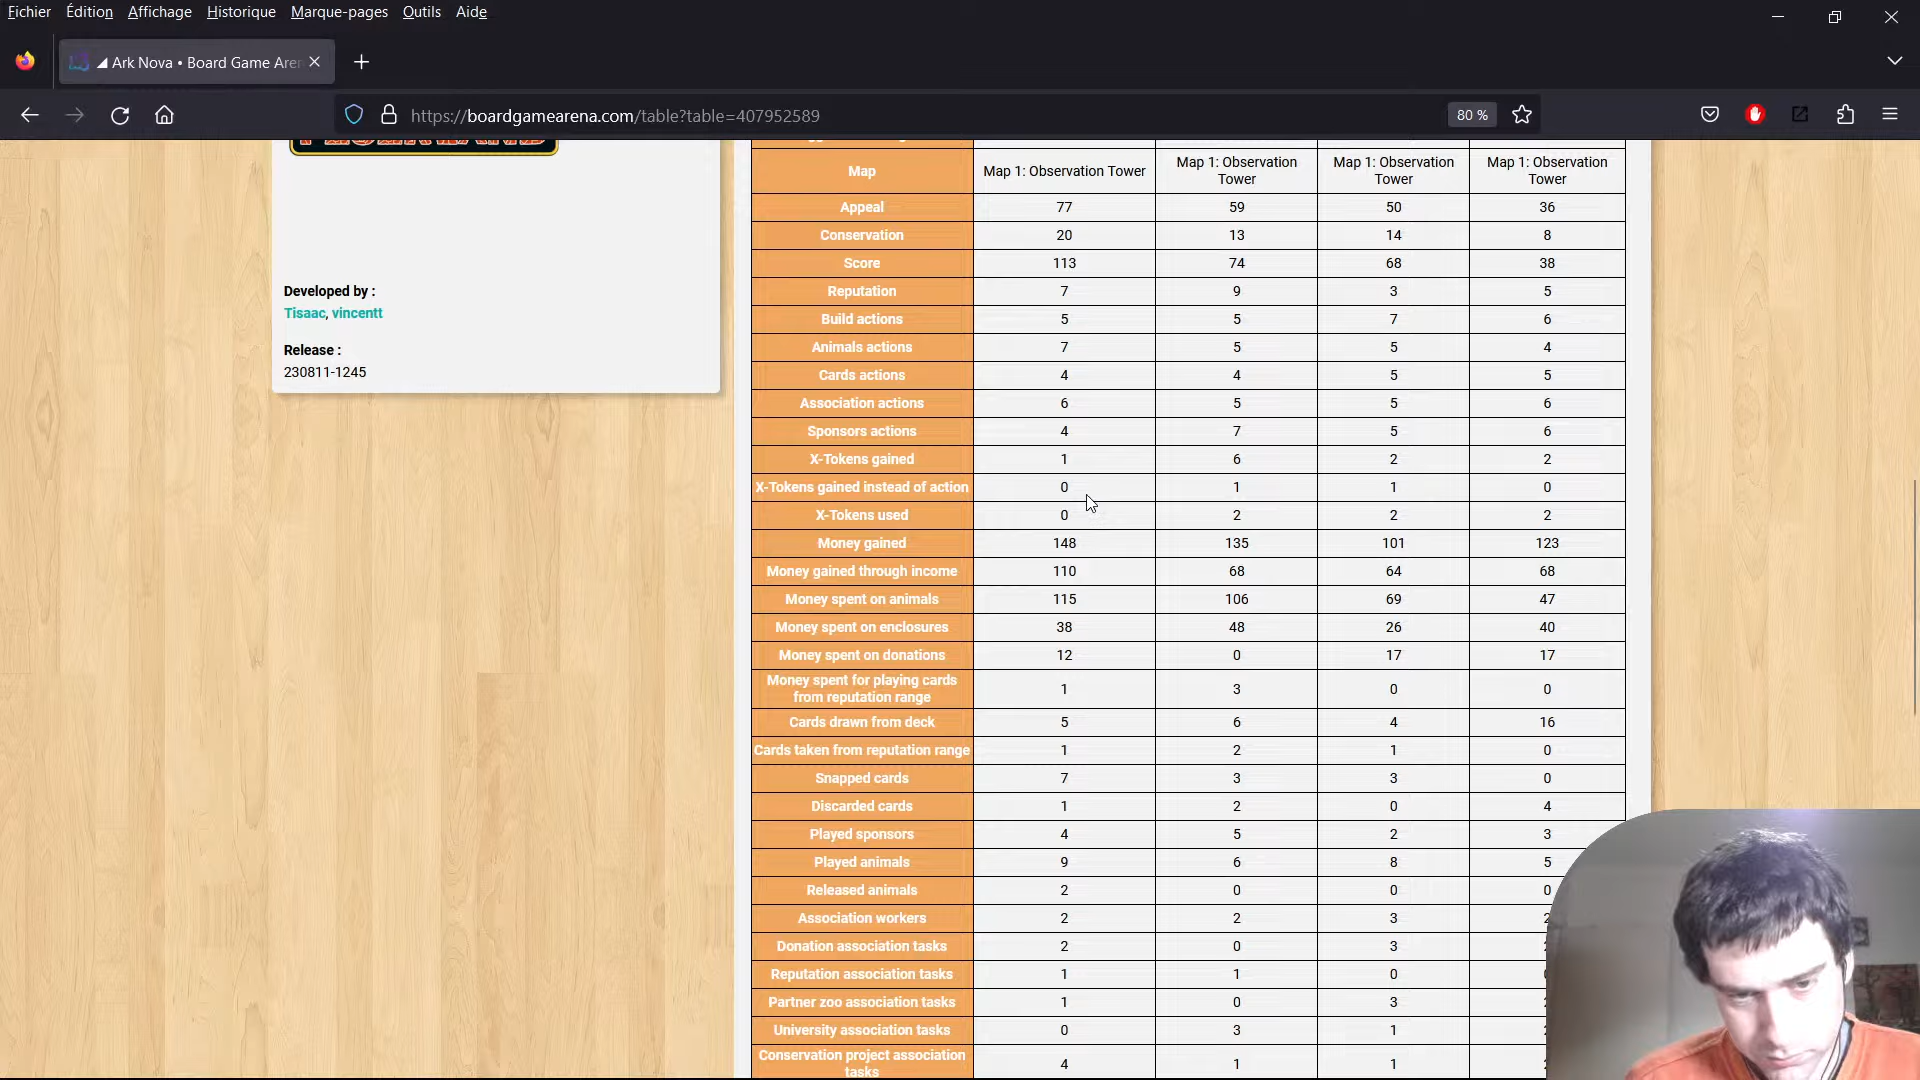 Fichier Édition Affichage Historique Marque-pages Outils Aide
Ark Nova • Board Game Aren
https://boardgamearena.com/table?table=407952589 80 %
Developed by :
Tisaac, vincentt
Release :
230811-1245
Map Map 1: Observation Tower Map 1: Observation Tower Map 1: Observation Tower Map 1: Observation Tower
Appeal 77 59 50 36
Conservation 20 13 14 8
Score 113 74 68 38
Reputation 7 9 3 5
Build actions 5 5 7 6
Animals actions 7 5 5 4
Cards actions 4 4 5 5
Association actions 6 5 5 6
Sponsors actions 4 7 5 6
X-Tokens gained 1 6 2 2
X-Tokens gained instead of action 0 1 1 0
X-Tokens used 0 2 2 2
Money gained 148 135 101 123
Money gained through income 110 68 64 68
Money spent on animals 115 106 69 47
Money spent on enclosures 38 48 26 40
Money spent on donations 12 0 17 17
Money spent for playing cards
from reputation range 1 3 0 0
Cards drawn from deck 5 6 4 16
Cards taken from reputation range 1 2 1 0
Snapped cards 7 3 3 0
Discarded cards 1 2 0 4
Played sponsors 4 5 2 3
Played animals 9 6 8 5
Released animals 2 0 0 0
Association workers 2 2 3
Donation association tasks 2 0 3
Reputation association tasks 1 1 0
Partner zoo association tasks 1 0 3
University association tasks 0 3 1
Conservation project association
tasks 4 1 1